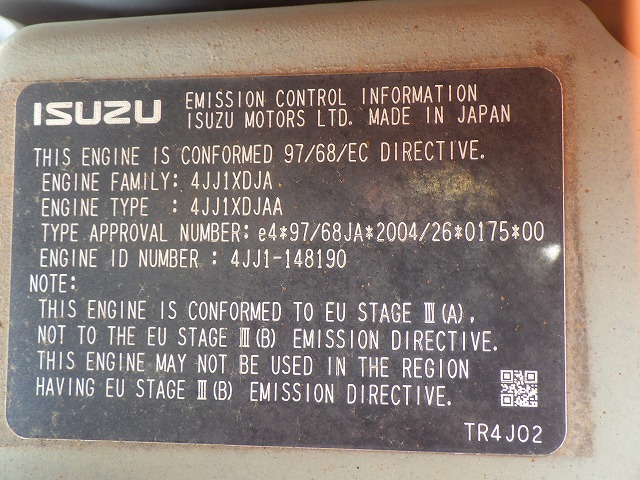 ISUZU EMISSION CONTROL INFORMATION
ISUZU MOTORS LTD. MADE IN JAPAN
THIS ENGINE IS CONFORMED 97/68/EC DIRECTIVE.
ENGINE FAMILY: 4JJ1XDJA
ENGINE TYPE : 4JJ1XDJAA
TYPE APPROVAL NUMBER: e4*97/68JA*2004/26*0175*00
ENGINE ID NUMBER : 4JJ1-148190
NOTE:
THIS ENGINE IS CONFORMED TO EU STAGE Ⅲ(A),
NOT TO THE EU STAGE Ⅲ(B) EMISSION DIRECTIVE.
THIS ENGINE MAY NOT BE USED IN THE REGION
HAVING EU STAGE Ⅲ(B) EMISSION DIRECTIVE.
TR4J02